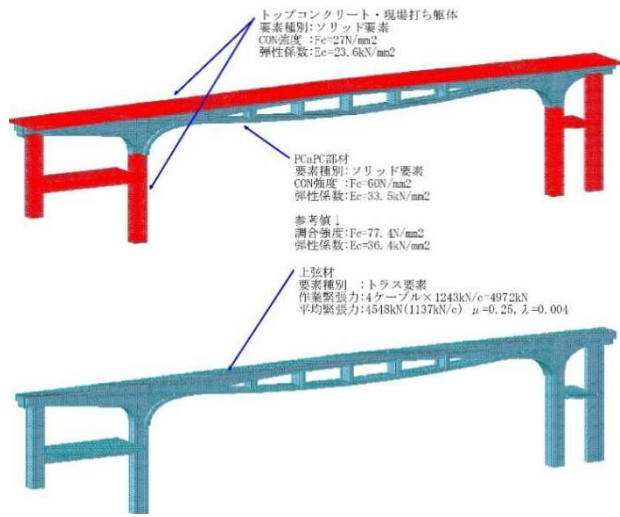 トップコンクリート・現場打ち躯体
要素種別:ソリッド要素
CON強度 :Fc=27N/mm2
弾性係数:Ec=23.6kN/mm2
PCaPC部材
要素種別:ソリッド要素
CON強度 :Fc=60N/mm2
弾性係数:Ec=33.5kN/mm2
参考値↓
調合強度:Fc=77.4N/mm2
弾性係数:Ec=36.4kN/mm2
上弦材
要素種別 :トラス要素
作業緊張力:4ケーブル×1243kN/c=4972kN
平均緊張力:4548kN(1137kN/c) μ=0.25, λ=0.004